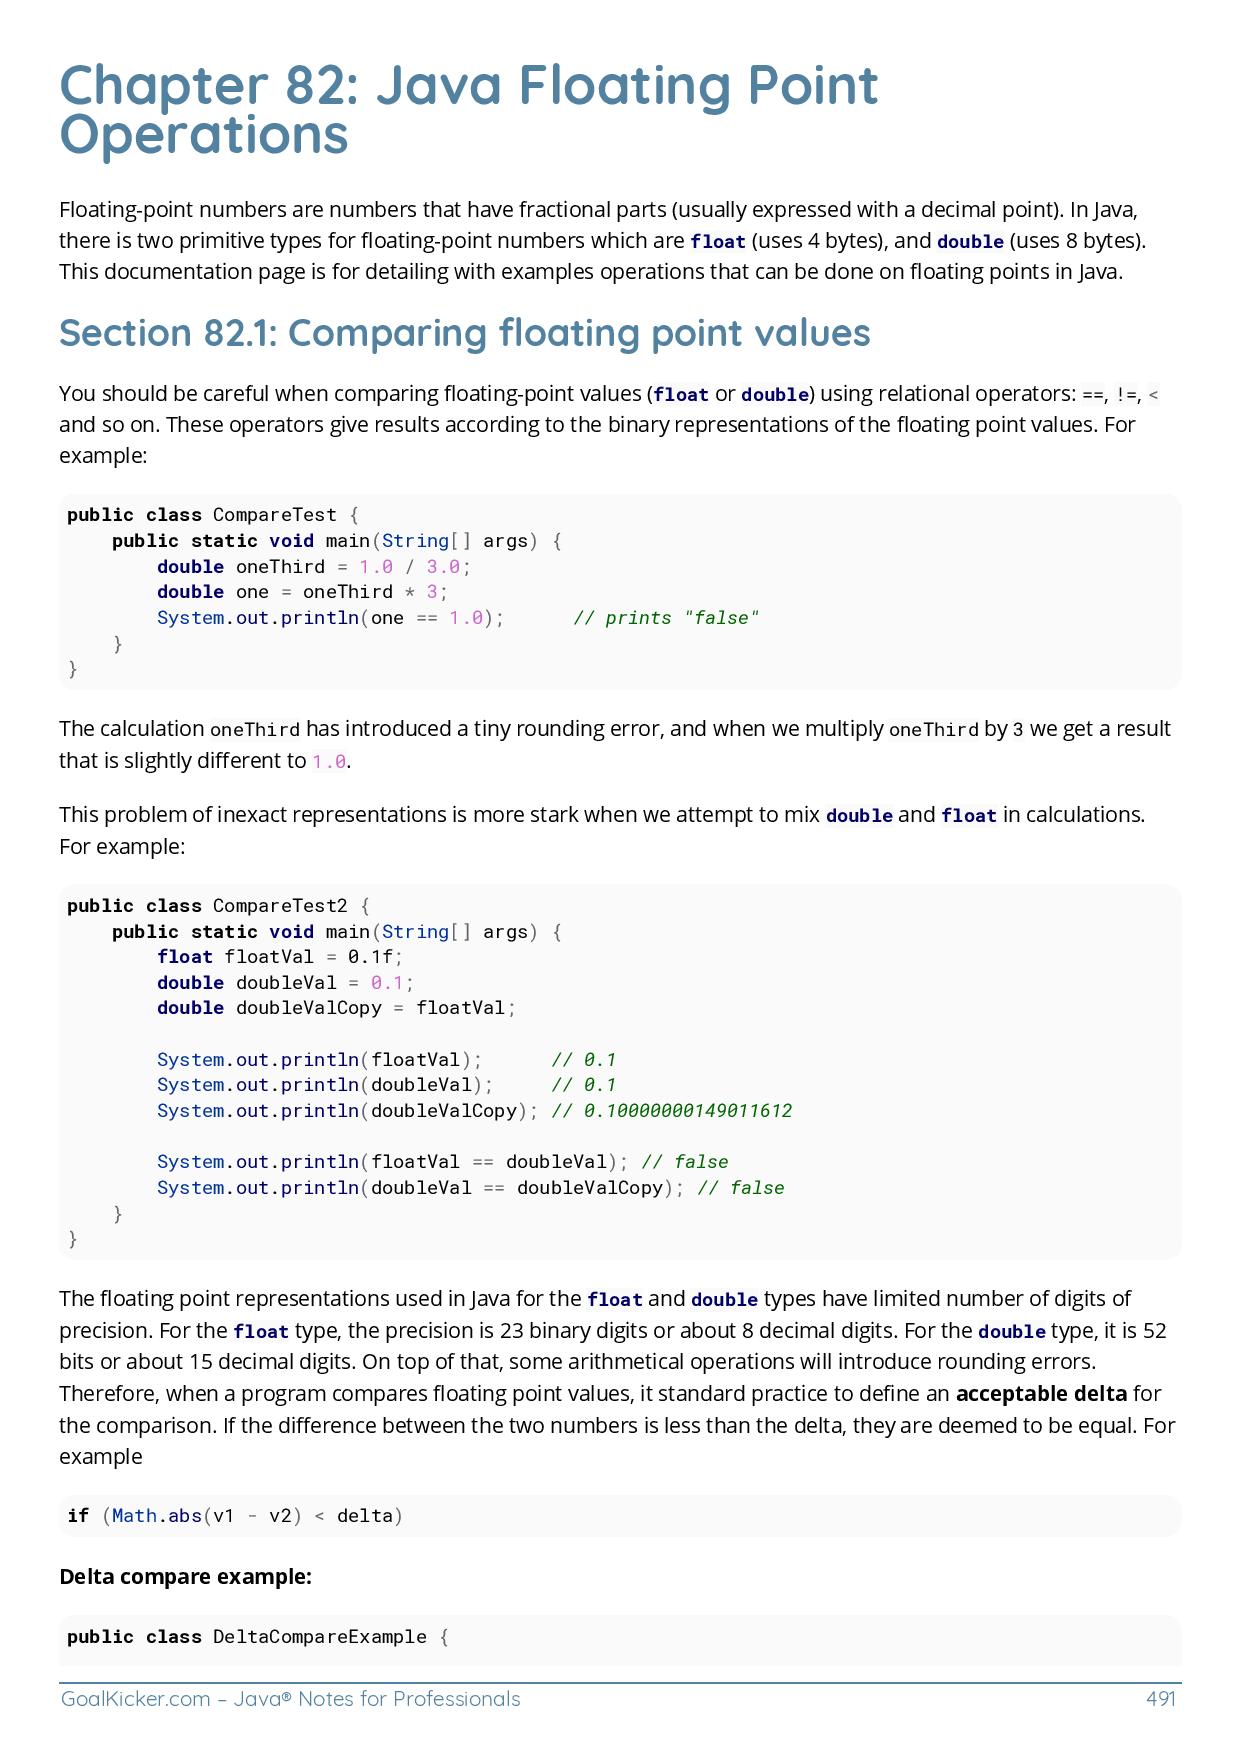 Chapter 82: Java Floating Point
Operations
Floating-point numbers are numbers that have fractional parts (usually expressed with a decimal point). In Java,
there is two primitive types for floating-point numbers which are float (uses 4 bytes), and double (uses 8 bytes).
This documentation page is for detailing with examples operations that can be done on floating points in Java.
Section 82.1: Comparing floating point values
You should be careful when comparing floating-point values (float or double) using relational operators: ==, !=, <
and so on. These operators give results according to the binary representations of the floating point values. For
example:
public class CompareTest {
    public static void main(String[] args) {
        double oneThird = 1.0 / 3.0;
        double one = oneThird * 3;
        System.out.println(one == 1.0);      // prints "false"
    }
}
The calculation oneThird has introduced a tiny rounding error, and when we multiply oneThird by 3 we get a result
that is slightly different to 1.0.
This problem of inexact representations is more stark when we attempt to mix double and float in calculations.
For example:
public class CompareTest2 {
    public static void main(String[] args) {
        float floatVal = 0.1f;
        double doubleVal = 0.1;
        double doubleValCopy = floatVal;
        System.out.println(floatVal);      // 0.1
        System.out.println(doubleVal);     // 0.1
        System.out.println(doubleValCopy); // 0.10000000149011612
        System.out.println(floatVal == doubleVal); // false
        System.out.println(doubleVal == doubleValCopy); // false
    }
}
The floating point representations used in Java for the float and double types have limited number of digits of
precision. For the float type, the precision is 23 binary digits or about 8 decimal digits. For the double type, it is 52
bits or about 15 decimal digits. On top of that, some arithmetical operations will introduce rounding errors.
Therefore, when a program compares floating point values, it standard practice to define an acceptable delta for
the comparison. If the difference between the two numbers is less than the delta, they are deemed to be equal. For
example
if (Math.abs(v1 - v2) < delta)
Delta compare example:
public class DeltaCompareExample {
GoalKicker.com – Java® Notes for Professionals 491